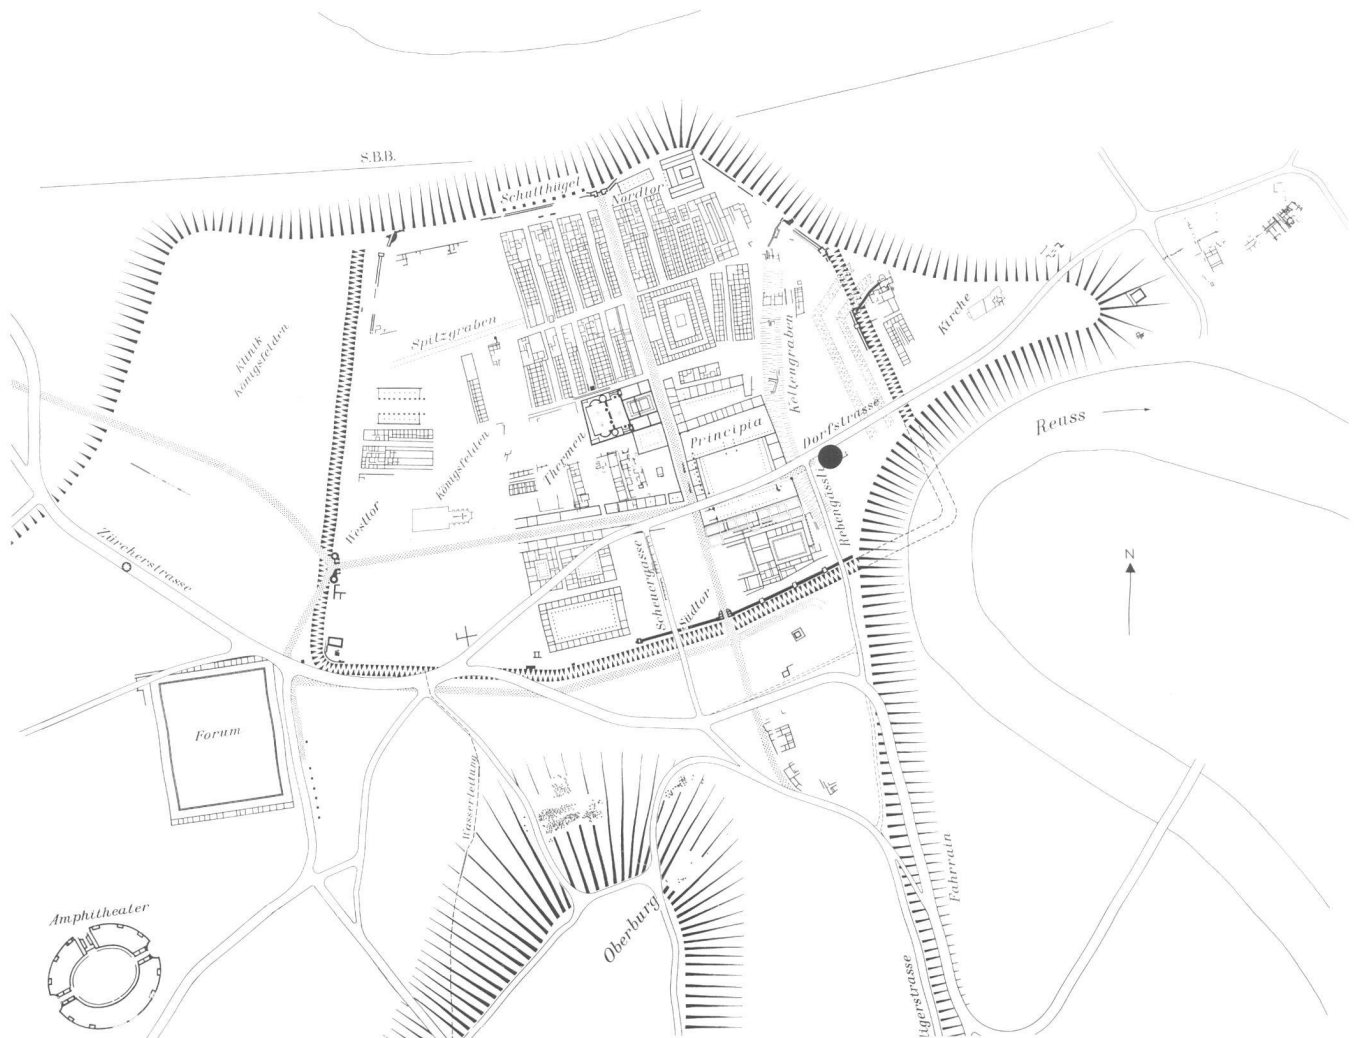 S.B.B.
Schutthügel
Nordtor
Klinik
Königsfelden
Spitzgraben
Keltengraben
Kirche
Reuss
Dorfstrasse
Principia
Thermen
Königsfelden
Westtor
Zürcherstrasse
Scheuergasse
Südtor
N
Forum
Wasserleitung
Oberburg
Fahrrain
Amphitheater